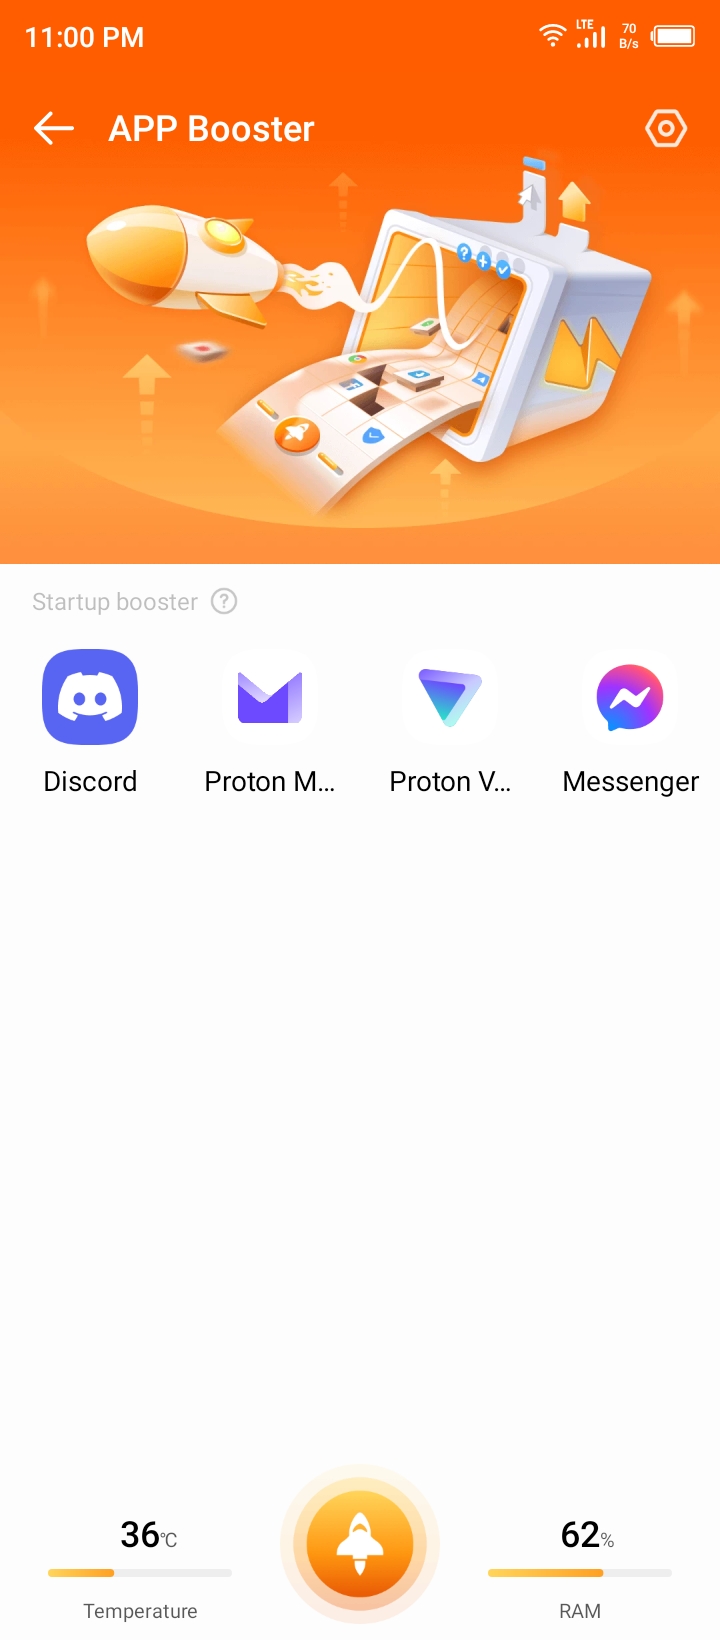 11:00 PM
LTE
70
B/s
APP Booster
Startup booster ?
Discord
Proton M...
Proton V...
Messenger
36°C
62%
Temperature
RAM